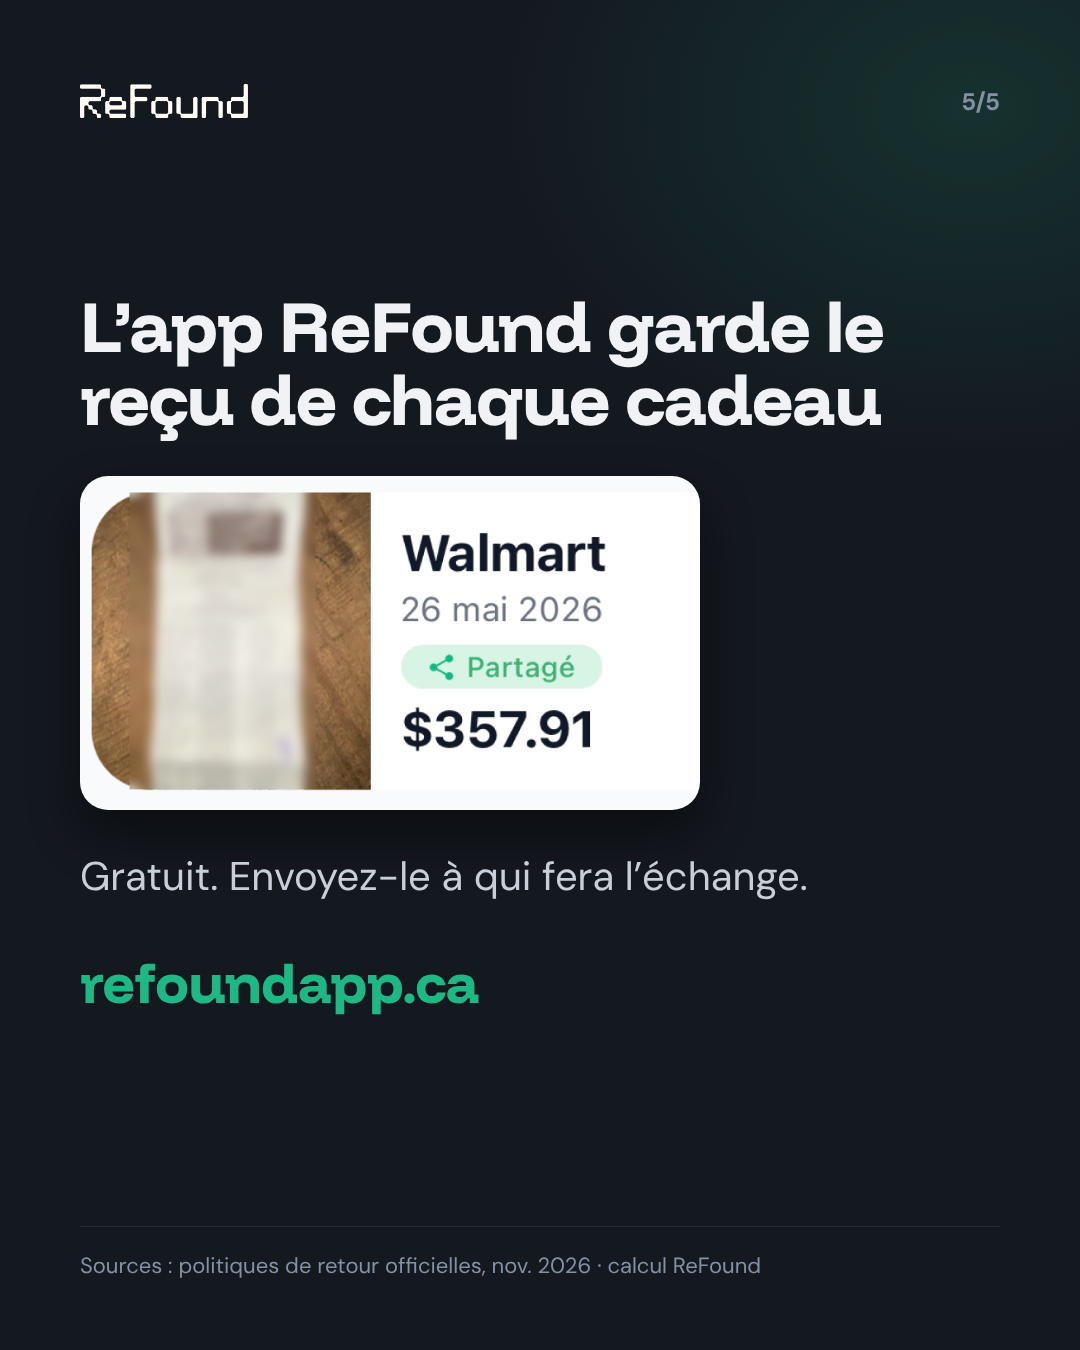 ReFound
5/5
L’app ReFound garde le
reçu de chaque cadeau
Walmart
26 mai 2026
Partagé
$357.91
Gratuit. Envoyez-le à qui fera l’échange.
refoundapp.ca
Sources : politiques de retour officielles, nov. 2026 · calcul ReFound